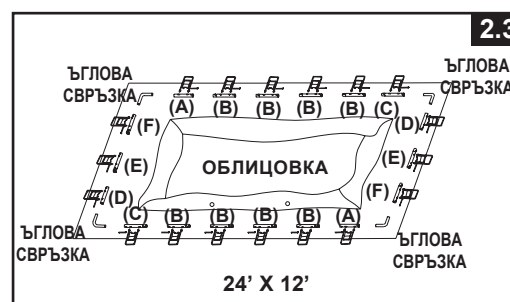 2.3
ЪГЛОВА
СВРЪЗКА
ЪГЛОВА
СВРЪЗКА
(A) (B) (B) (B) (B) (C)
(F) (D)
(E) ОБЛИЦОВКА (E)
(D) (F)
(C) (B) (B) (B) (B) (A)
ЪГЛОВА
СВРЪЗКА
ЪГЛОВА
СВРЪЗКА
24' X 12'